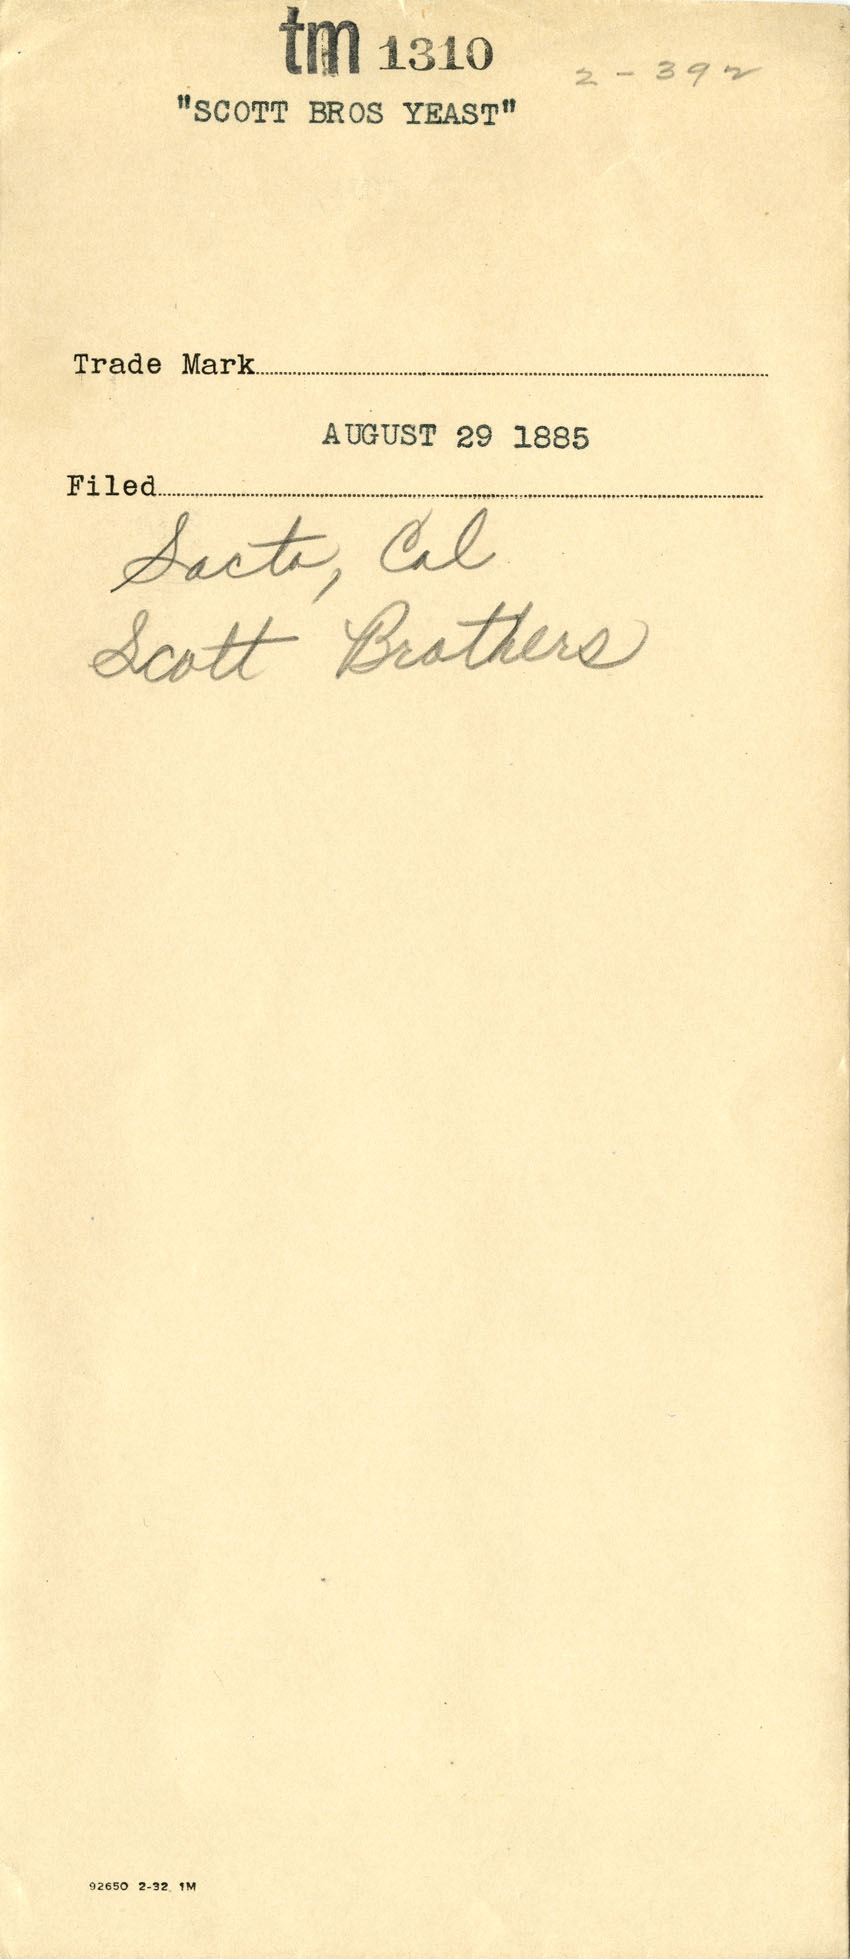 tm 1310
2-392
"SCOTT BROS YEAST"
Trade Mark
AUGUST 29 1885
Filed
Sacto, Cal
Scott Brothers
92650 2-32 1M